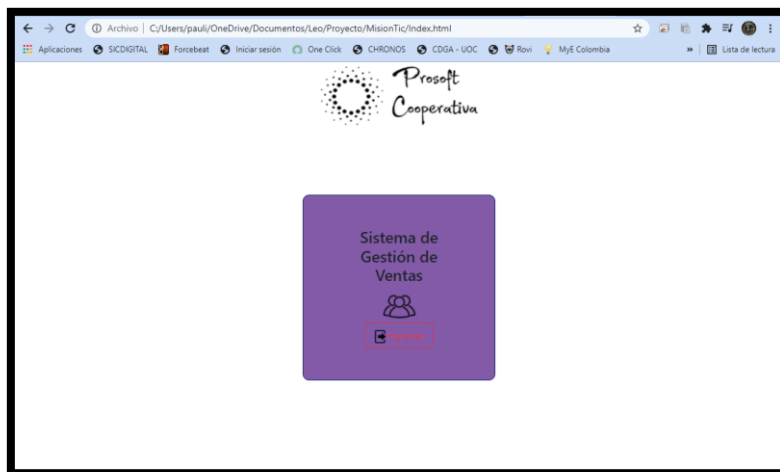 Archivo | C:/Users/pauli/OneDrive/Documentos/Leo/Proyecto/MisionTic/Index.html
Aplicaciones SICDIGITAL Forcebeat Iniciar sesión One Click CHRONOS CDGA - UOC Rovi MyE Colombia » Lista de lectura
Prosoft
Cooperativa
Sistema de
Gestión de
Ventas